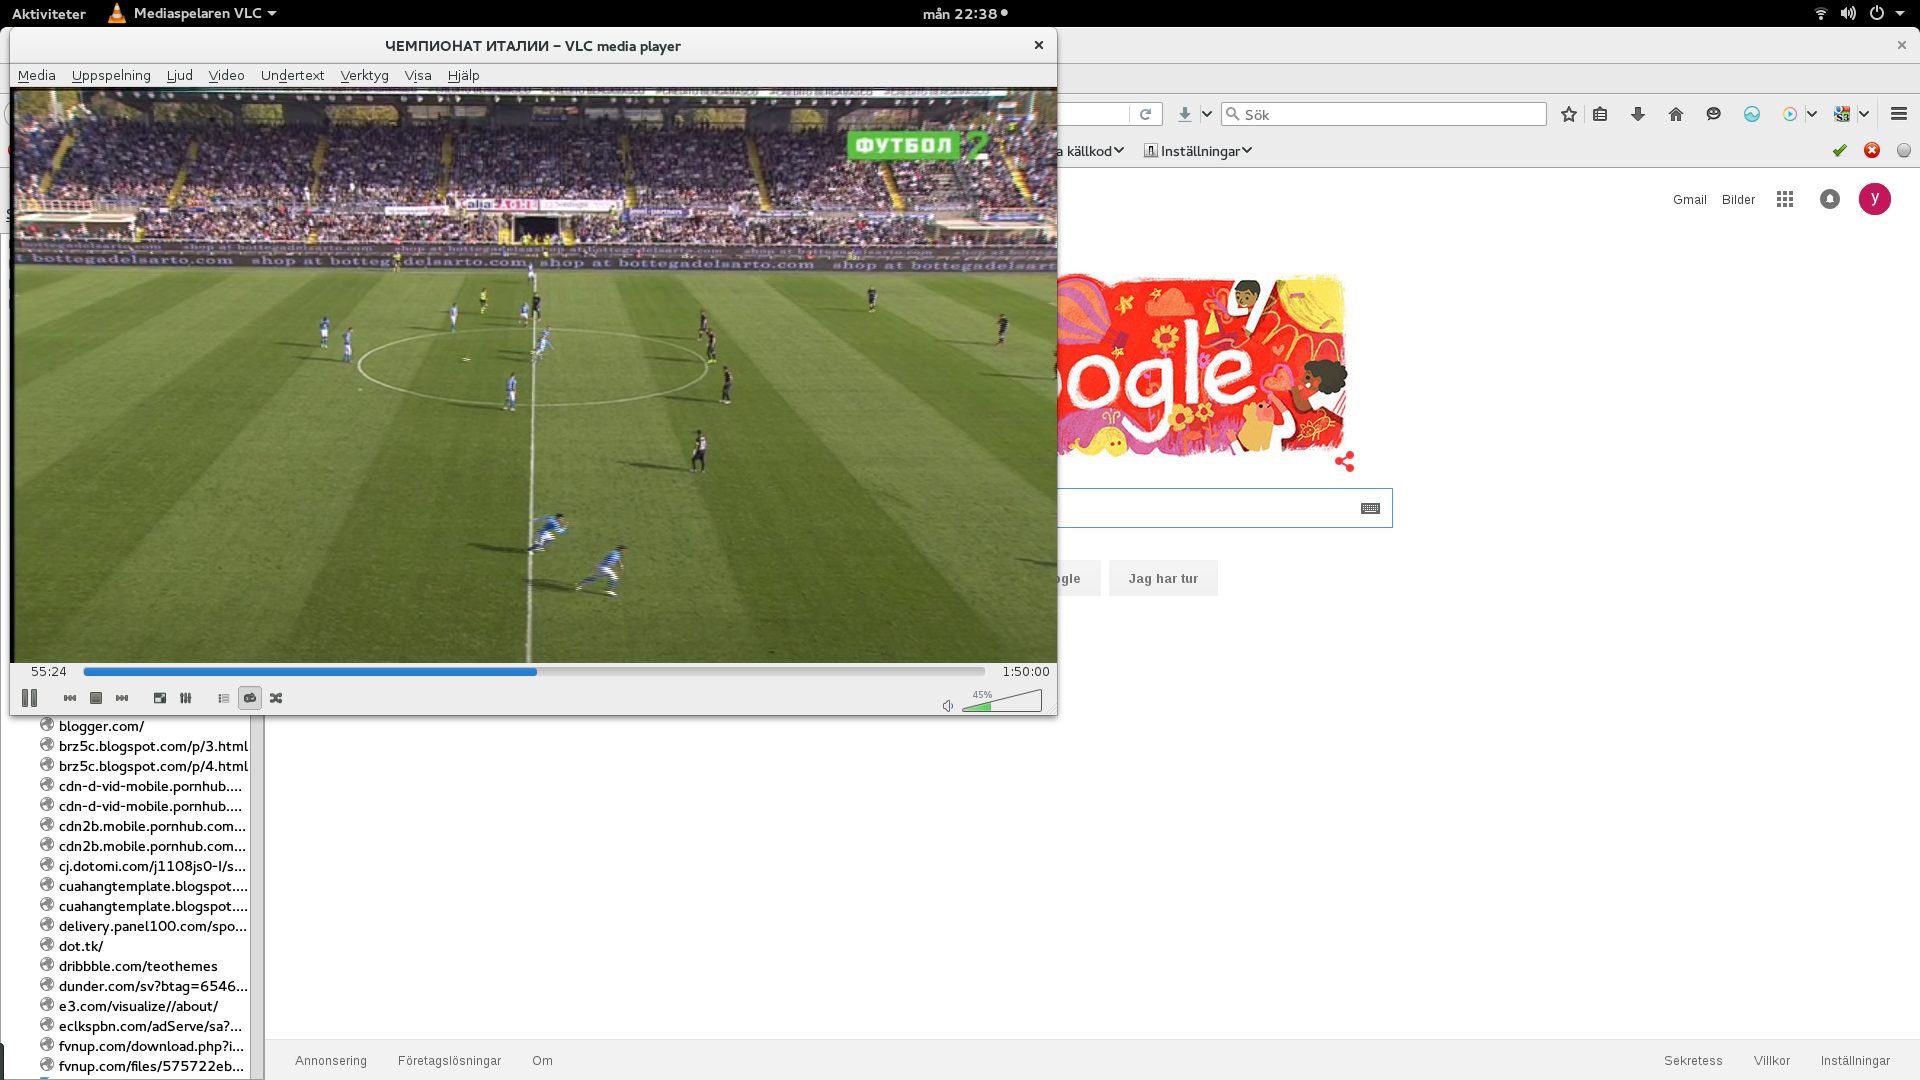 Aktiviteter
Mediaspelaren VLC
mån 22:38
ЧЕМПИОНАТ ИТАЛИИ – VLC media player
Media Uppspelning Ljud Video Undertext Verktyg Visa Hjälp
Sök
a källkod
Inställningar
ФУТБОЛ 2
Gmail
Bilder
y
shop at bottegadelsarto.com
bottegadelsarto.com shop at bottegadelsarto.com shop at bottegadelsarto.com shop at bottegadelsarto.com
ogle
ogle
Jag har tur
55:24
1:50:00
45%
blogger.com/
brz5c.blogspot.com/p/3.html
brz5c.blogspot.com/p/4.html
cdn-d-vid-mobile.pornhub....
cdn-d-vid-mobile.pornhub....
cdn2b.mobile.pornhub.com...
cdn2b.mobile.pornhub.com...
cj.dotomi.com/j1108js0-I/s...
cuahangtemplate.blogspot....
cuahangtemplate.blogspot....
delivery.panel100.com/spo...
dot.tk/
dribbble.com/teothemes
dunder.com/sv?btag=6546...
e3.com/visualize//about/
eclkspbn.com/adServe/sa?...
fvnup.com/download.php?i...
fvnup.com/files/575722eb...
Annonsering
Företagslösningar
Om
Sekretess
Villkor
Inställningar